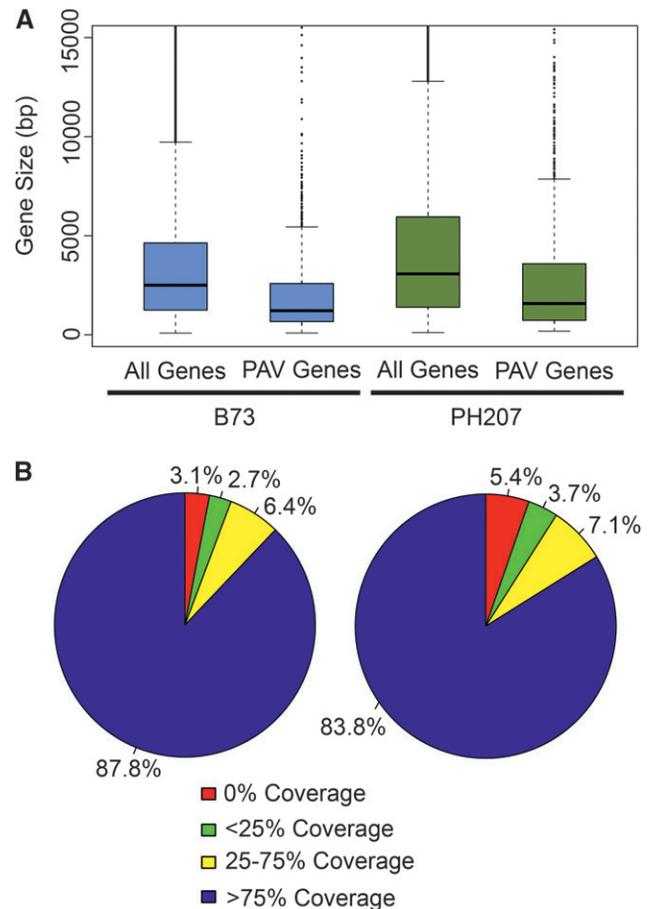 A
Gene Size (bp)
15000
10000
5000
0
All Genes PAV Genes All Genes PAV Genes
B73 PH207
B
3.1% 2.7% 6.4% 87.8%
5.4% 3.7% 7.1% 83.8%
0% Coverage
<25% Coverage
25-75% Coverage
>75% Coverage